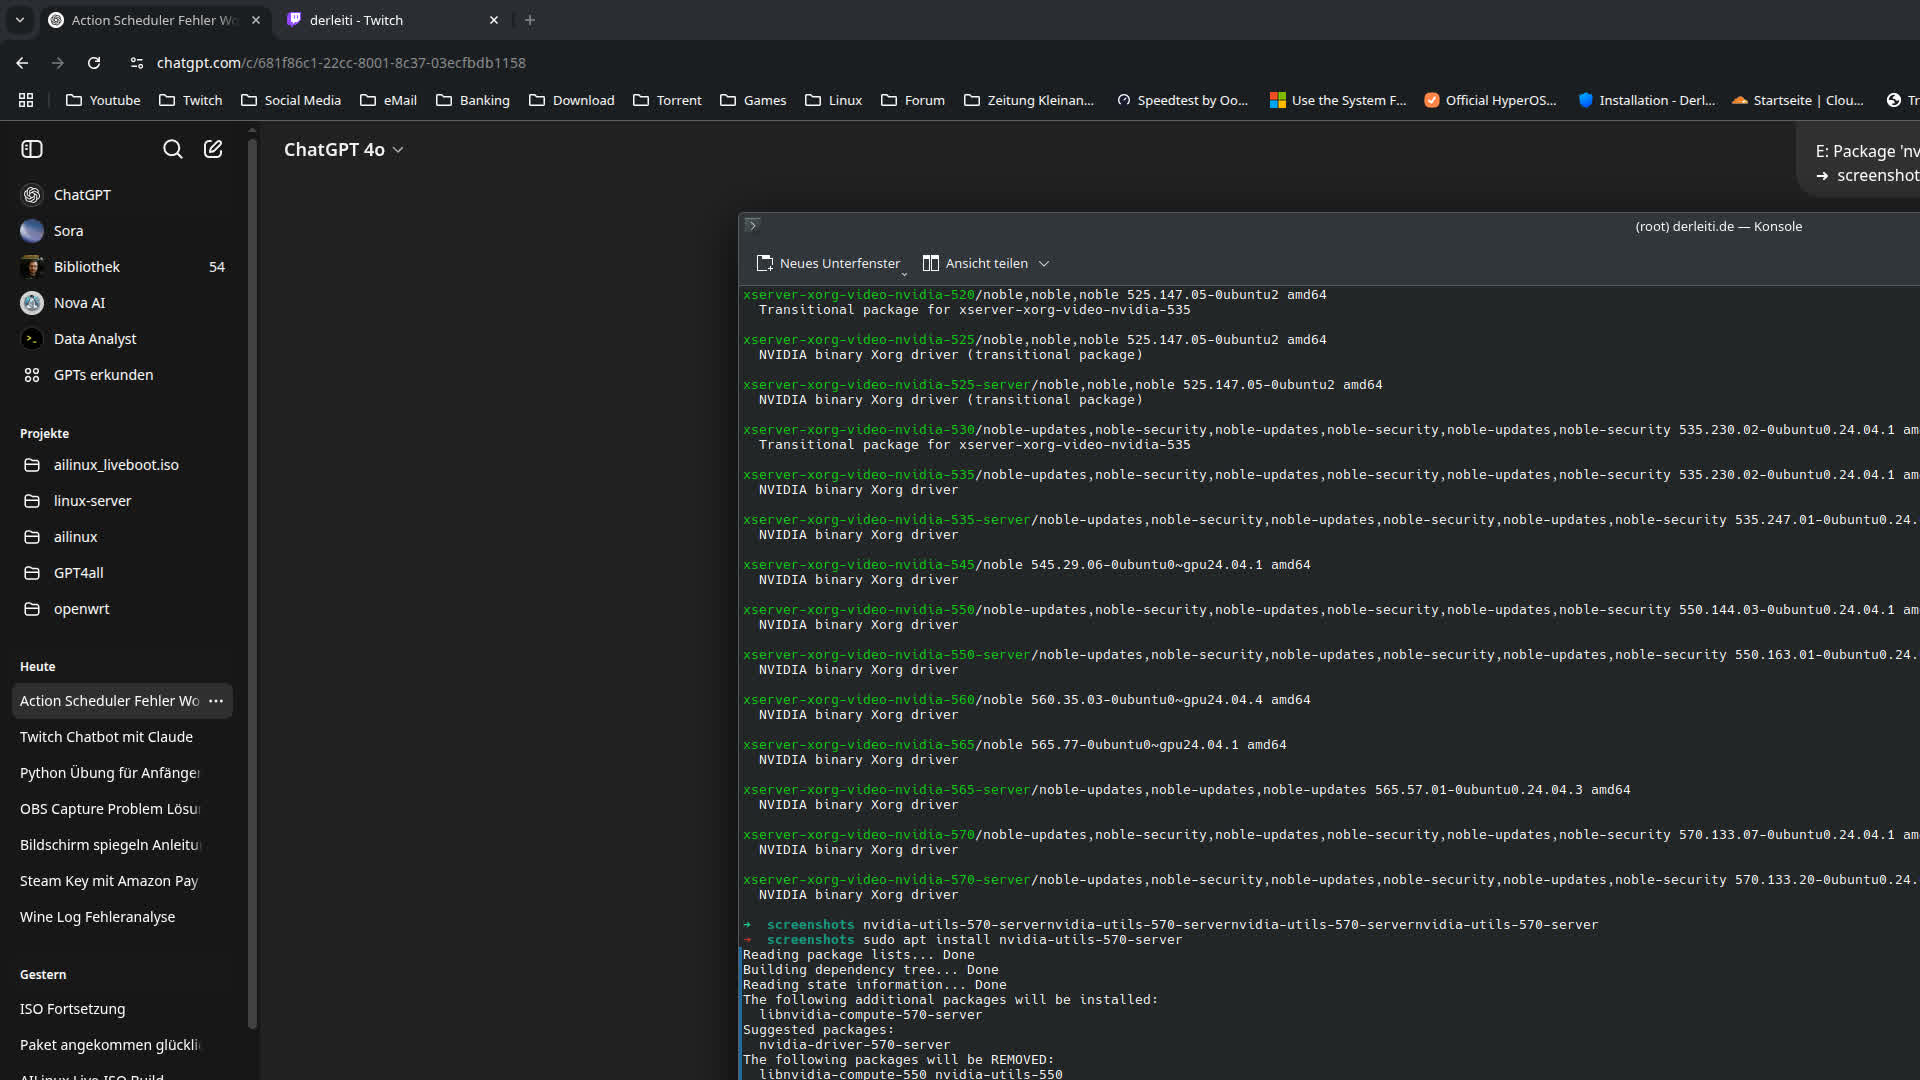 Action Scheduler Fehler Wo
derleiti - Twitch
chatgpt.com/c/681f86c1-22cc-8001-8c37-03ecfbdb1158
Youtube
Twitch
Social Media
eMail
Banking
Download
Torrent
Games
Linux
Forum
Zeitung Kleinan...
Speedtest by Oo...
Use the System F...
Official HyperOS...
Installation - Derl...
Startseite | Clou...
Tr
ChatGPT 4o
E: Package 'nv
➜ screenshot
ChatGPT
Sora
Bibliothek 54
Nova AI
Data Analyst
GPTs erkunden
Projekte
ailinux_liveboot.iso
linux-server
ailinux
GPT4all
openwrt
Heute
Action Scheduler Fehler Wo
Twitch Chatbot mit Claude
Python Übung für Anfänger
OBS Capture Problem Lösu
Bildschirm spiegeln Anleitu
Steam Key mit Amazon Pay
Wine Log Fehleranalyse
Gestern
ISO Fortsetzung
Paket angekommen glückli
AILinux Live ISO Build
(root) derleiti.de — Konsole
Neues Unterfenster
Ansicht teilen
xserver-xorg-video-nvidia-520/noble,noble,noble 525.147.05-0ubuntu2 amd64
Transitional package for xserver-xorg-video-nvidia-535
xserver-xorg-video-nvidia-525/noble,noble,noble 525.147.05-0ubuntu2 amd64
NVIDIA binary Xorg driver (transitional package)
xserver-xorg-video-nvidia-525-server/noble,noble,noble 525.147.05-0ubuntu2 amd64
NVIDIA binary Xorg driver (transitional package)
xserver-xorg-video-nvidia-530/noble-updates,noble-security,noble-updates,noble-security,noble-updates,noble-security 535.230.02-0ubuntu0.24.04.1 am
Transitional package for xserver-xorg-video-nvidia-535
xserver-xorg-video-nvidia-535/noble-updates,noble-security,noble-updates,noble-security,noble-updates,noble-security 535.230.02-0ubuntu0.24.04.1 am
NVIDIA binary Xorg driver
xserver-xorg-video-nvidia-535-server/noble-updates,noble-security,noble-updates,noble-security,noble-updates,noble-security 535.247.01-0ubuntu0.24.
NVIDIA binary Xorg driver
xserver-xorg-video-nvidia-545/noble 545.29.06-0ubuntu0~gpu24.04.1 amd64
NVIDIA binary Xorg driver
xserver-xorg-video-nvidia-550/noble-updates,noble-security,noble-updates,noble-security,noble-updates,noble-security 550.144.03-0ubuntu0.24.04.1 am
NVIDIA binary Xorg driver
xserver-xorg-video-nvidia-550-server/noble-updates,noble-security,noble-updates,noble-security,noble-updates,noble-security 550.163.01-0ubuntu0.24.
NVIDIA binary Xorg driver
xserver-xorg-video-nvidia-560/noble 560.35.03-0ubuntu0~gpu24.04.4 amd64
NVIDIA binary Xorg driver
xserver-xorg-video-nvidia-565/noble 565.77-0ubuntu0~gpu24.04.1 amd64
NVIDIA binary Xorg driver
xserver-xorg-video-nvidia-565-server/noble-updates,noble-updates,noble-updates 565.57.01-0ubuntu0.24.04.3 amd64
NVIDIA binary Xorg driver
xserver-xorg-video-nvidia-570/noble-updates,noble-security,noble-updates,noble-security,noble-updates,noble-security 570.133.07-0ubuntu0.24.04.1 am
NVIDIA binary Xorg driver
xserver-xorg-video-nvidia-570-server/noble-updates,noble-security,noble-updates,noble-security,noble-updates,noble-security 570.133.20-0ubuntu0.24.
NVIDIA binary Xorg driver
➜ screenshots nvidia-utils-570-servernvidia-utils-570-servernvidia-utils-570-servernvidia-utils-570-server
➜ screenshots sudo apt install nvidia-utils-570-server
Reading package lists... Done
Building dependency tree... Done
Reading state information... Done
The following additional packages will be installed:
libnvidia-compute-570-server
Suggested packages:
nvidia-driver-570-server
The following packages will be REMOVED:
libnvidia-compute-550 nvidia-utils-550